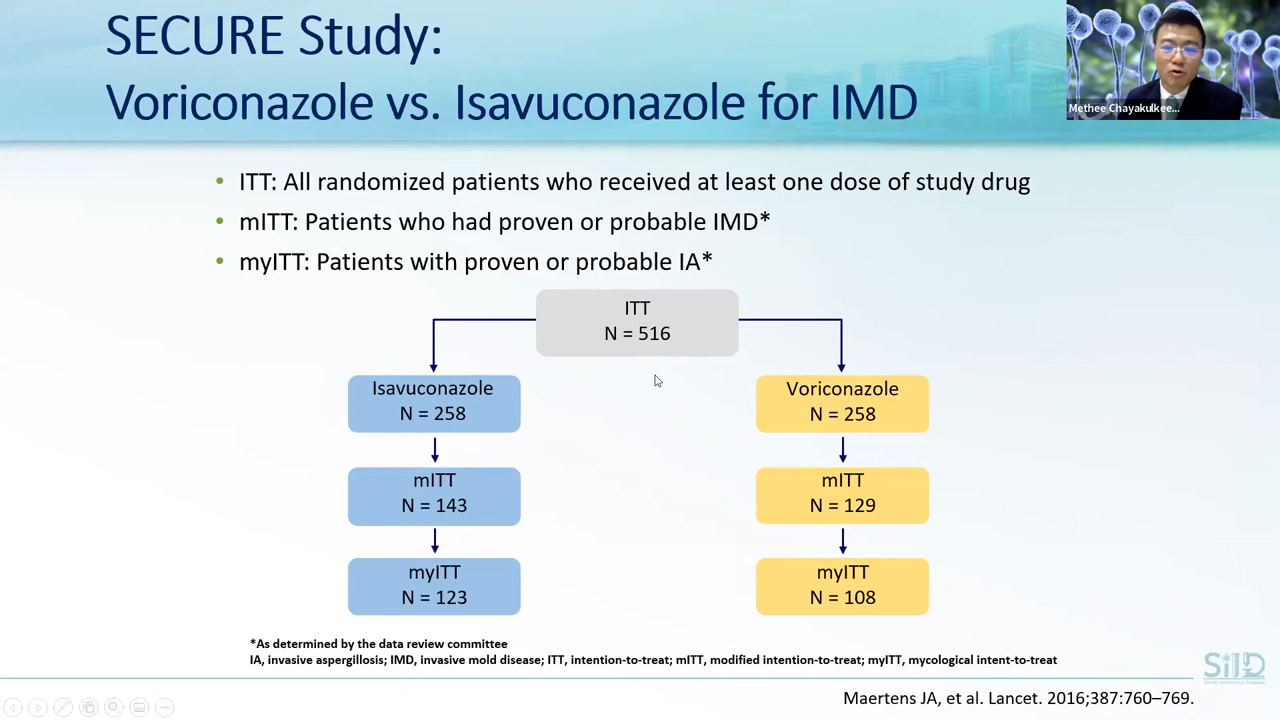 SECURE Study:
Voriconazole vs. Isavuconazole for IMD
Methee Chayakulkee...
• ITT: All randomized patients who received at least one dose of study drug
• mITT: Patients who had proven or probable IMD*
• myITT: Patients with proven or probable IA*
ITT
N = 516
Isavuconazole
N = 258
Voriconazole
N = 258
mITT
N = 143
mITT
N = 129
myITT
N = 123
myITT
N = 108
*As determined by the data review committee
IA, invasive aspergillosis; IMD, invasive mold disease; ITT, intention-to-treat; mITT, modified intention-to-treat; myITT, mycological intent-to-treat
SiID
Maertens JA, et al. Lancet. 2016;387:760–769.